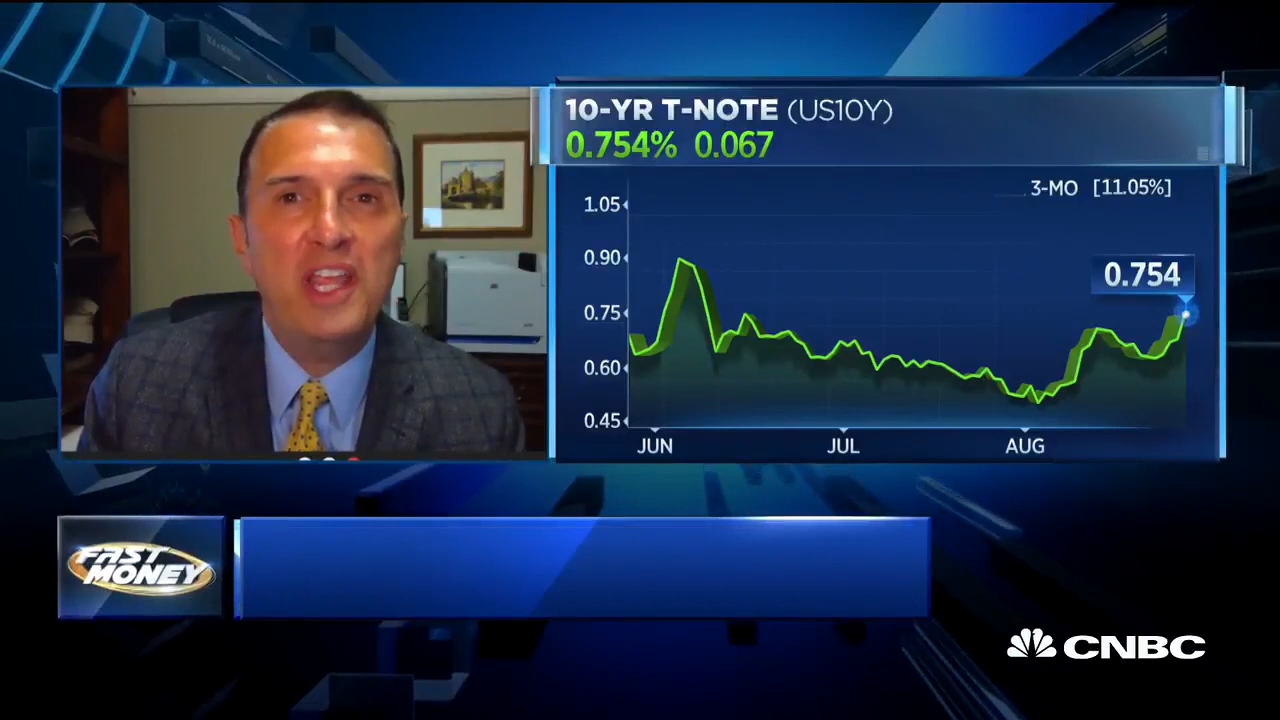 10-YR T-NOTE (US10Y)
0.754% 0.067
3-MO [11.05%]
1.05
0.90
0.75
0.60
0.45
0.754
JUN JUL AUG
FAST
MONEY
CNBC